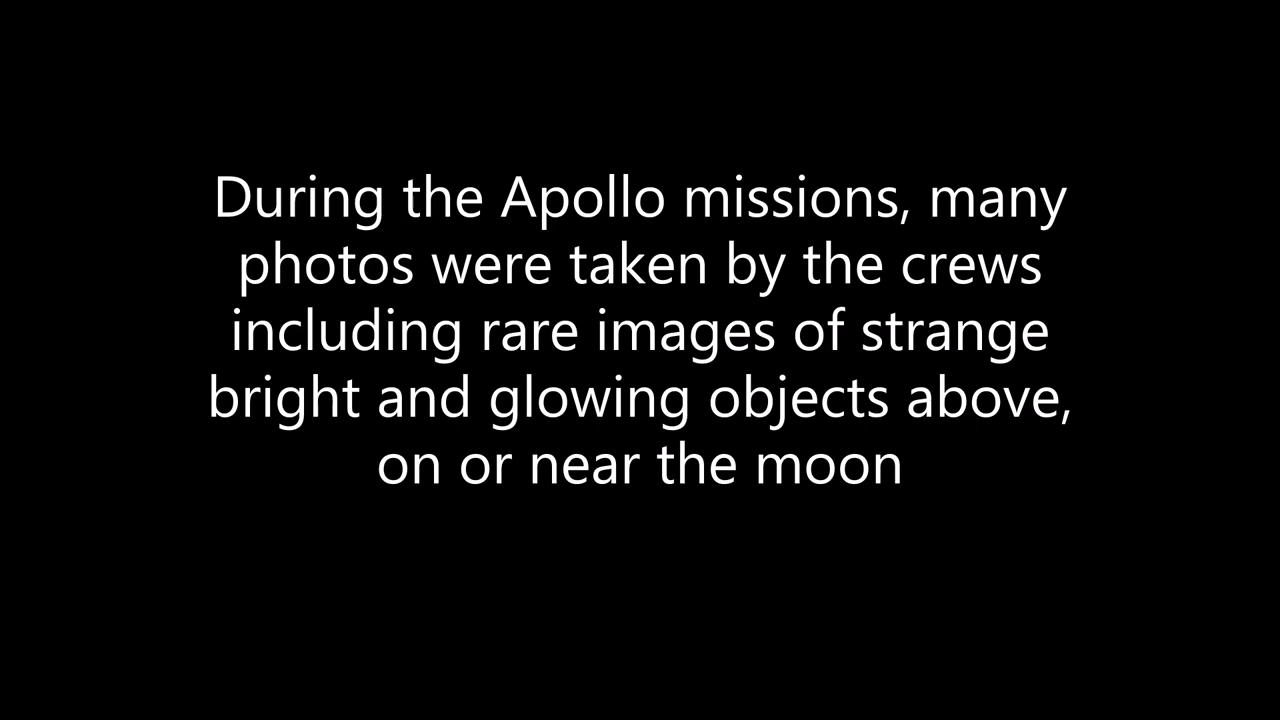 During the Apollo missions, many
photos were taken by the crews
including rare images of strange
bright and glowing objects above,
on or near the moon